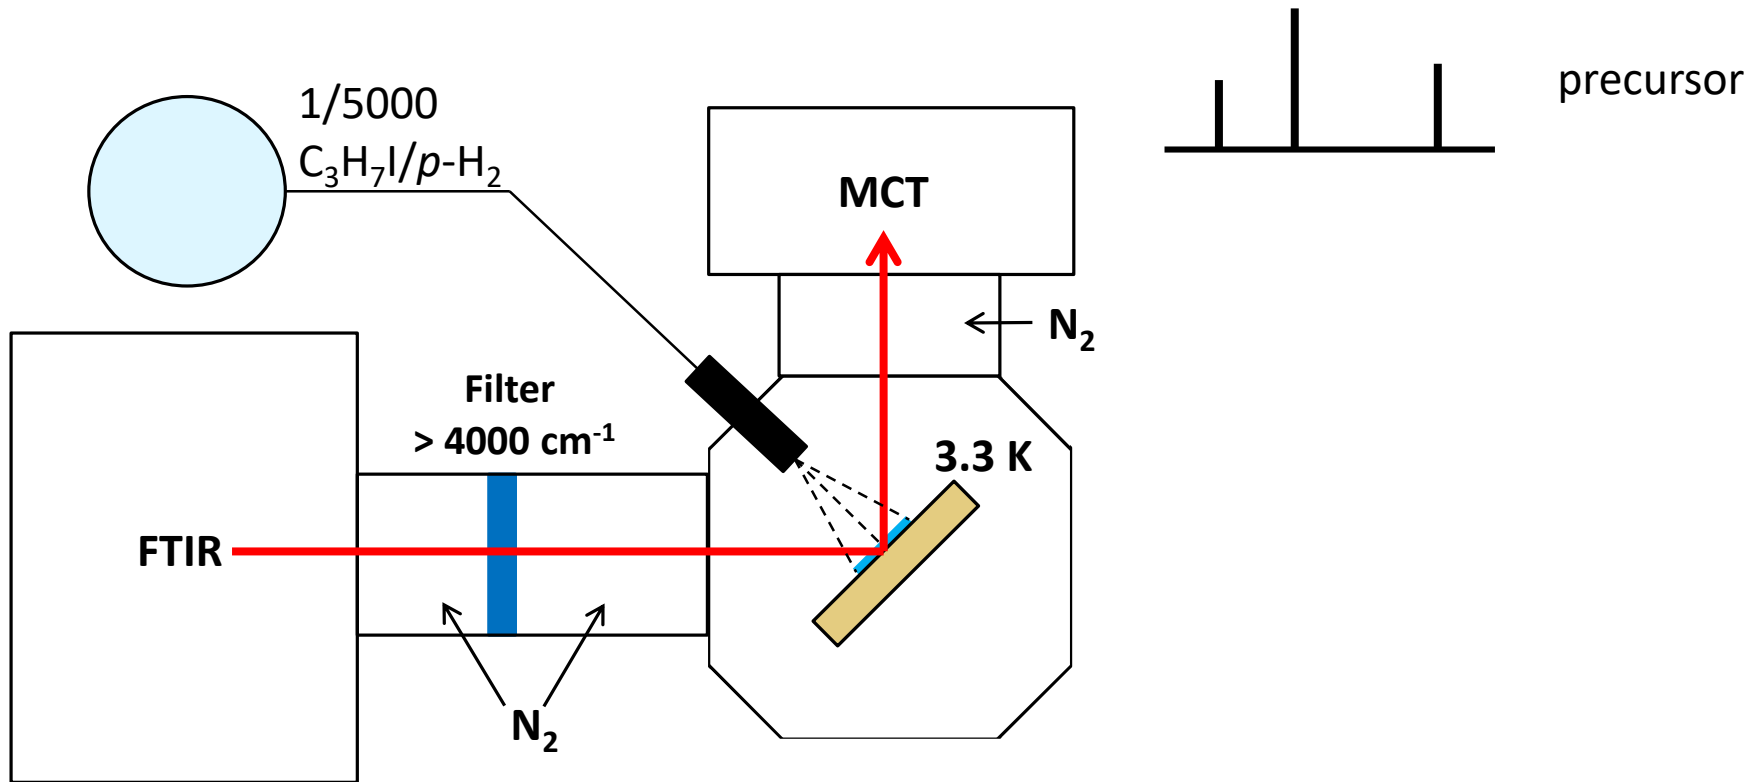 1/5000
C₃H₇I/p-H₂
precursor
MCT
N₂
Filter
> 4000 cm⁻¹
3.3 K
FTIR
N₂